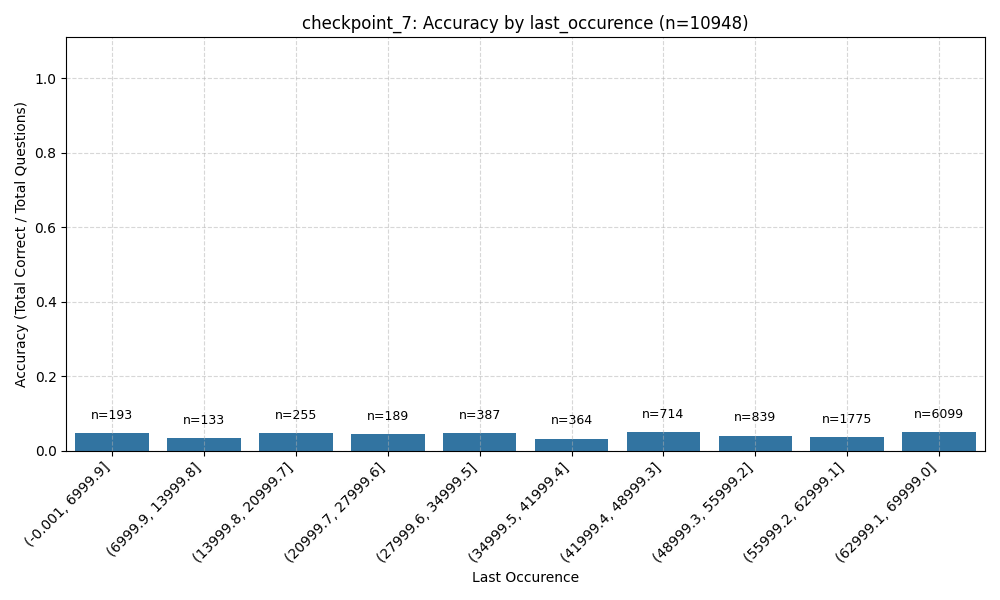 checkpoint_7: Accuracy by last_occurence (n=10948)
Accuracy (Total Correct / Total Questions)
1.0
0.8
0.6
0.4
0.2
0.0
n=193
n=133
n=255
n=189
n=387
n=364
n=714
n=839
n=1775
n=6099
(-0.001, 6999.9]
(6999.9, 13999.8]
(13999.8, 20999.7]
(20999.7, 27999.6]
(27999.6, 34999.5]
(34999.5, 41999.4]
(41999.4, 48999.3]
(48999.3, 55999.2]
(55999.2, 62999.1]
(62999.1, 69999.0]
Last Occurence